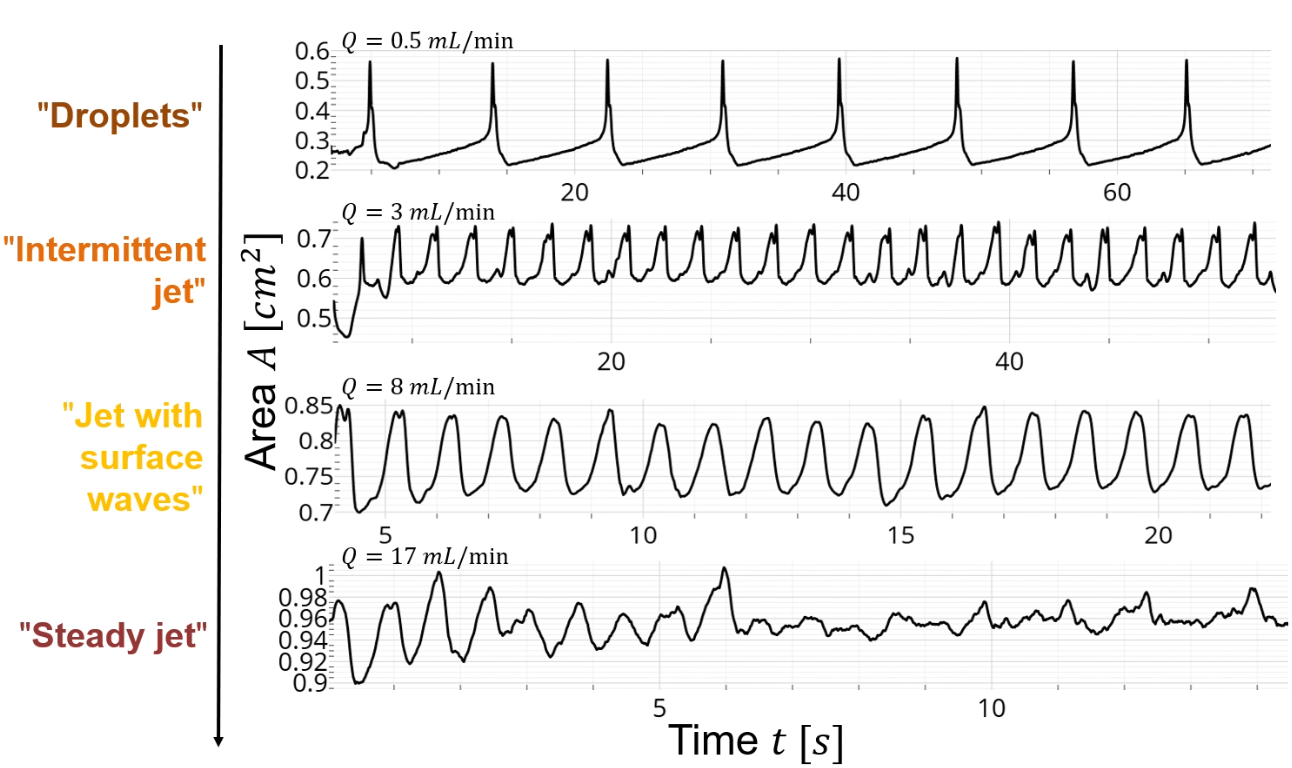 Q = 0.5 mL/min
"Droplets"
0.6
0.5
0.4
0.3
0.2
20 40 60
Q = 3 mL/min
"Intermittent
jet"
0.7
0.6
0.5
20 40
Area A [cm²]
Q = 8 mL/min
"Jet with
surface
waves"
0.85
0.8
0.75
0.7
5 10 15 20
Q = 17 mL/min
"Steady jet"
1
0.98
0.96
0.94
0.92
0.9
5 10
Time t [s]